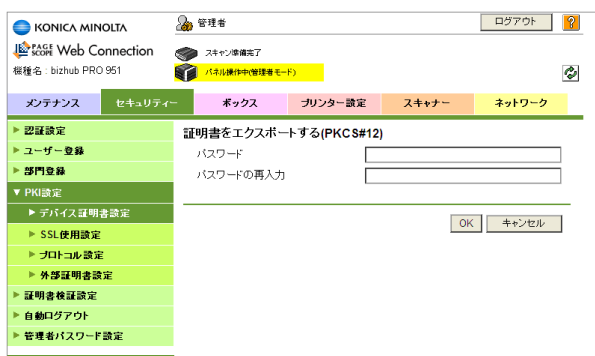 KONICA MINOLTA
管理者
ログアウト
?
PAGE SCOPE Web Connection
スキャン準備完了
機種名 : bizhub PRO 951
パネル操作中(管理者モード)
メンテナンス
セキュリティー
ボックス
プリンター設定
スキャナー
ネットワーク
認証設定
ユーザー登録
部門登録
PKI設定
デバイス証明書設定
SSL使用設定
プロトコル設定
外部証明書設定
証明書検証設定
自動ログアウト
管理者パスワード設定
証明書をエクスポートする(PKCS#12)
パスワード
パスワードの再入力
OK
キャンセル